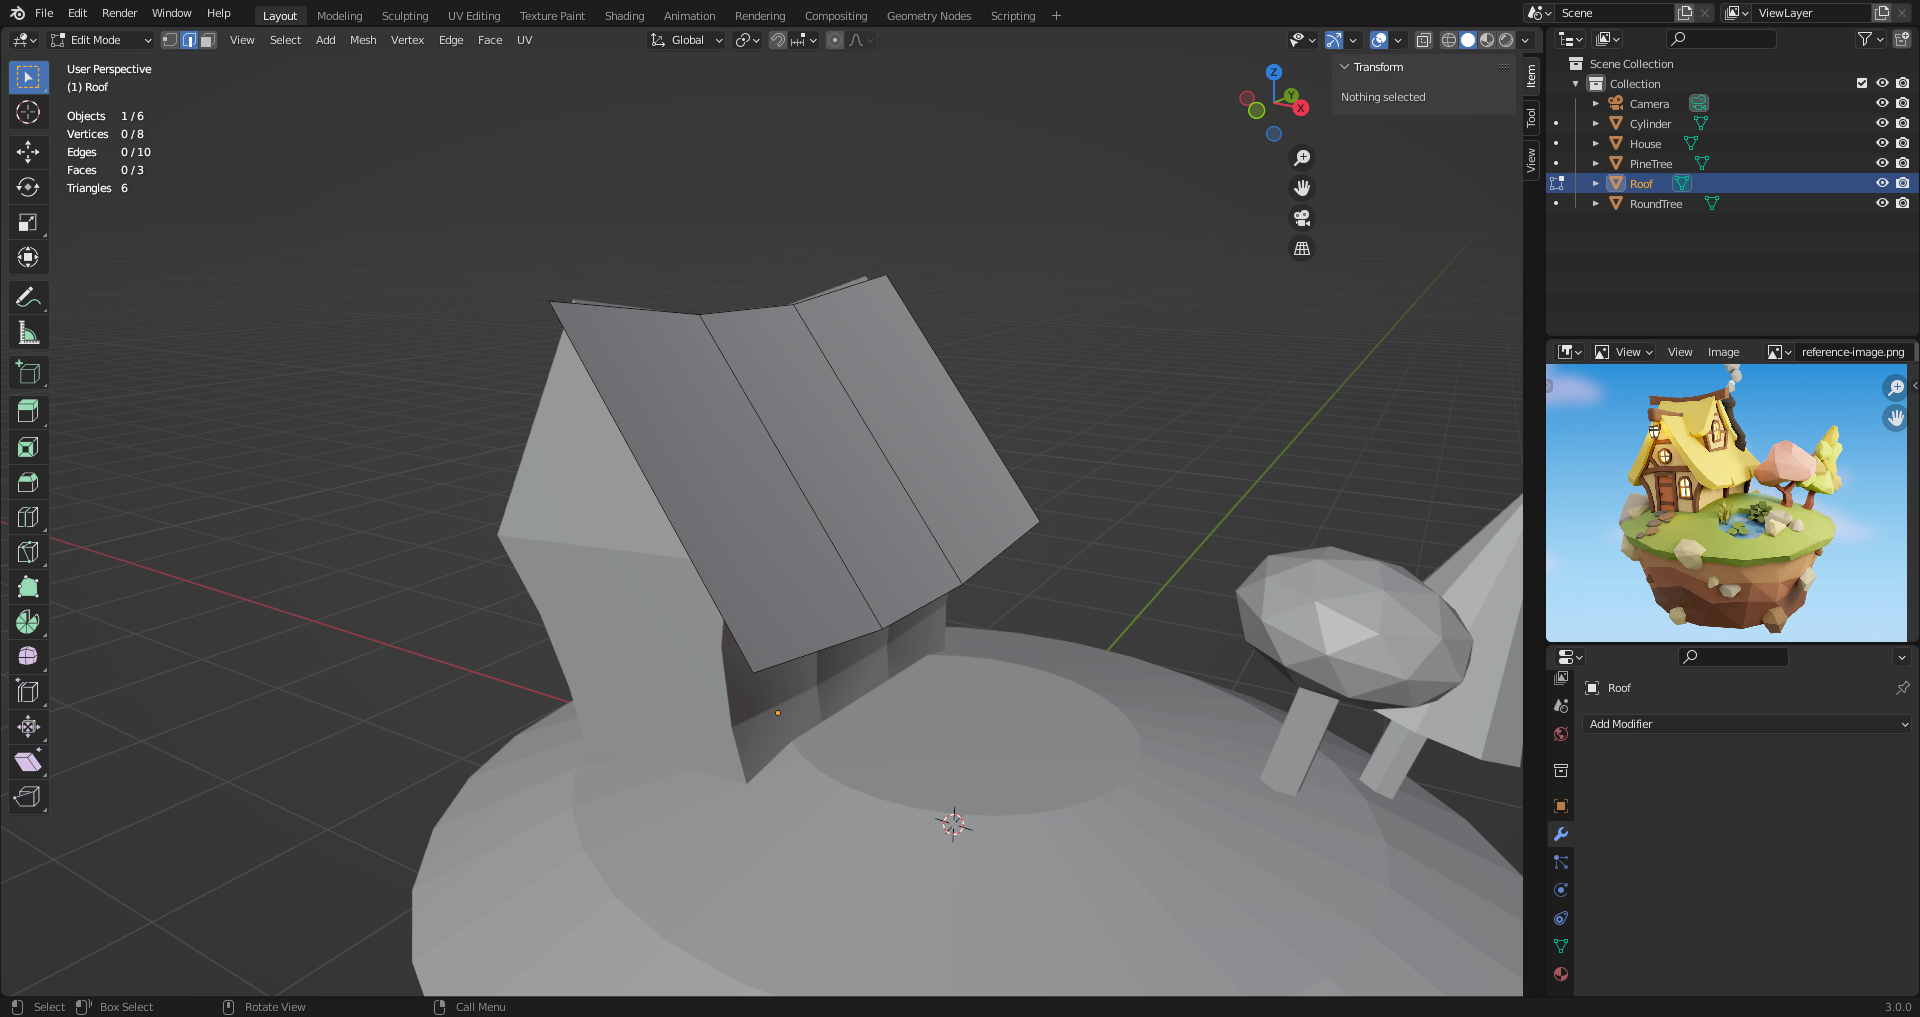 File Edit Render Window Help Layout Modeling Sculpting UV Editing Texture Paint Shading Animation Rendering Compositing Geometry Nodes Scripting + Scene ViewLayer
Edit Mode View Select Add Mesh Vertex Edge Face UV Global
User Perspective
(1) Roof
Objects 1 / 6
Vertices 0 / 8
Edges 0 / 10
Faces 0 / 3
Triangles 6
Z
Y
X
Transform
Nothing selected
Item
Tool
View
Scene Collection
Collection
Camera
Cylinder
House
PineTree
Roof
RoundTree
View View Image reference-image.png
Roof
Add Modifier
Select Box Select Rotate View Call Menu 3.0.0